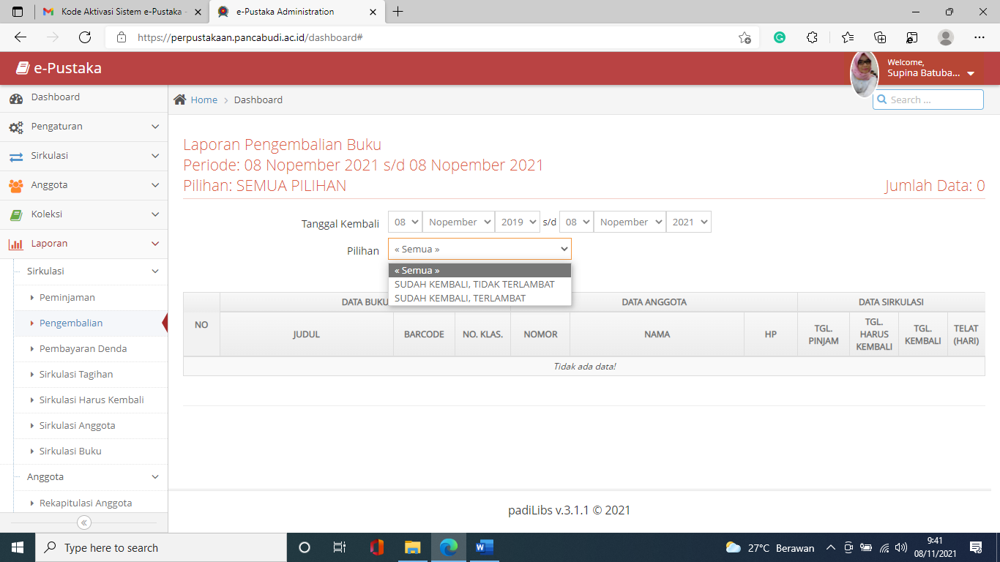 Kode Aktivasi Sistem e-Pustaka -
e-Pustaka Administration
https://perpustakaan.pancabudi.ac.id/dashboard#
e-Pustaka
Welcome,
Supina Batuba...
Dashboard
Pengaturan
Sirkulasi
Anggota
Koleksi
Laporan
Sirkulasi
Peminjaman
Pengembalian
Pembayaran Denda
Sirkulasi Tagihan
Sirkulasi Harus Kembali
Sirkulasi Anggota
Sirkulasi Buku
Anggota
Rekapitulasi Anggota
Home > Dashboard
Search ...
Laporan Pengembalian Buku
Periode: 08 Nopember 2021 s/d 08 Nopember 2021
Pilihan: SEMUA PILIHAN
Jumlah Data: 0
Tanggal Kembali 08 Nopember 2019 s/d 08 Nopember 2021
Pilihan « Semua »
« Semua »
SUDAH KEMBALI, TIDAK TERLAMBAT
SUDAH KEMBALI, TERLAMBAT
NO DATA BUKU DATA ANGGOTA DATA SIRKULASI
JUDUL BARCODE NO. KLAS. NOMOR NAMA HP TGL. PINJAM TGL. HARUS KEMBALI TGL. KEMBALI TELAT (HARI)
Tidak ada data!
padiLibs v.3.1.1 © 2021
Type here to search
27°C Berawan
9:41
08/11/2021